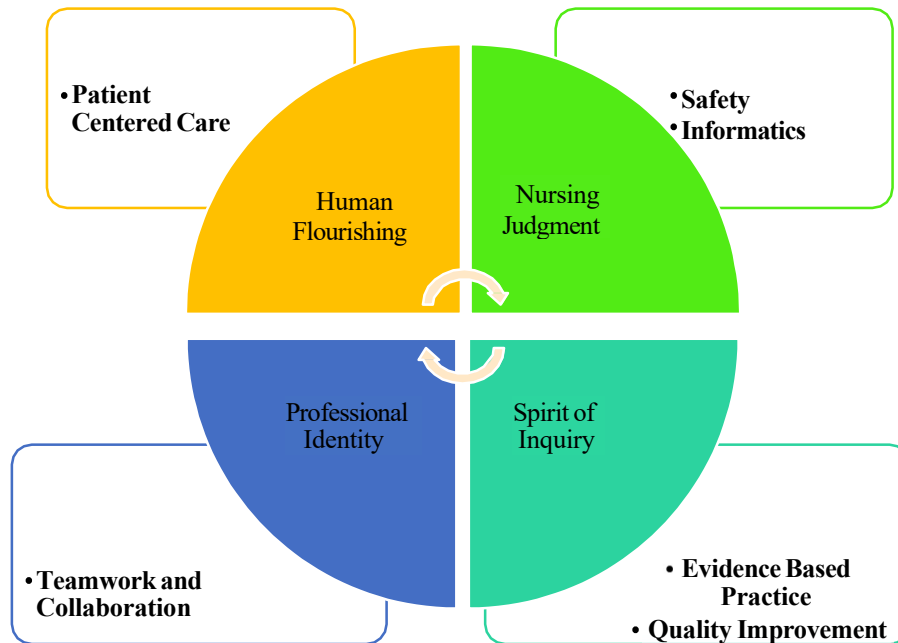 • Patient
Centered Care
• Safety
• Informatics
Human
Flourishing
Nursing
Judgment
Professional
Identity
Spirit of
Inquiry
• Teamwork and
Collaboration
• Evidence Based
Practice
• Quality Improvement